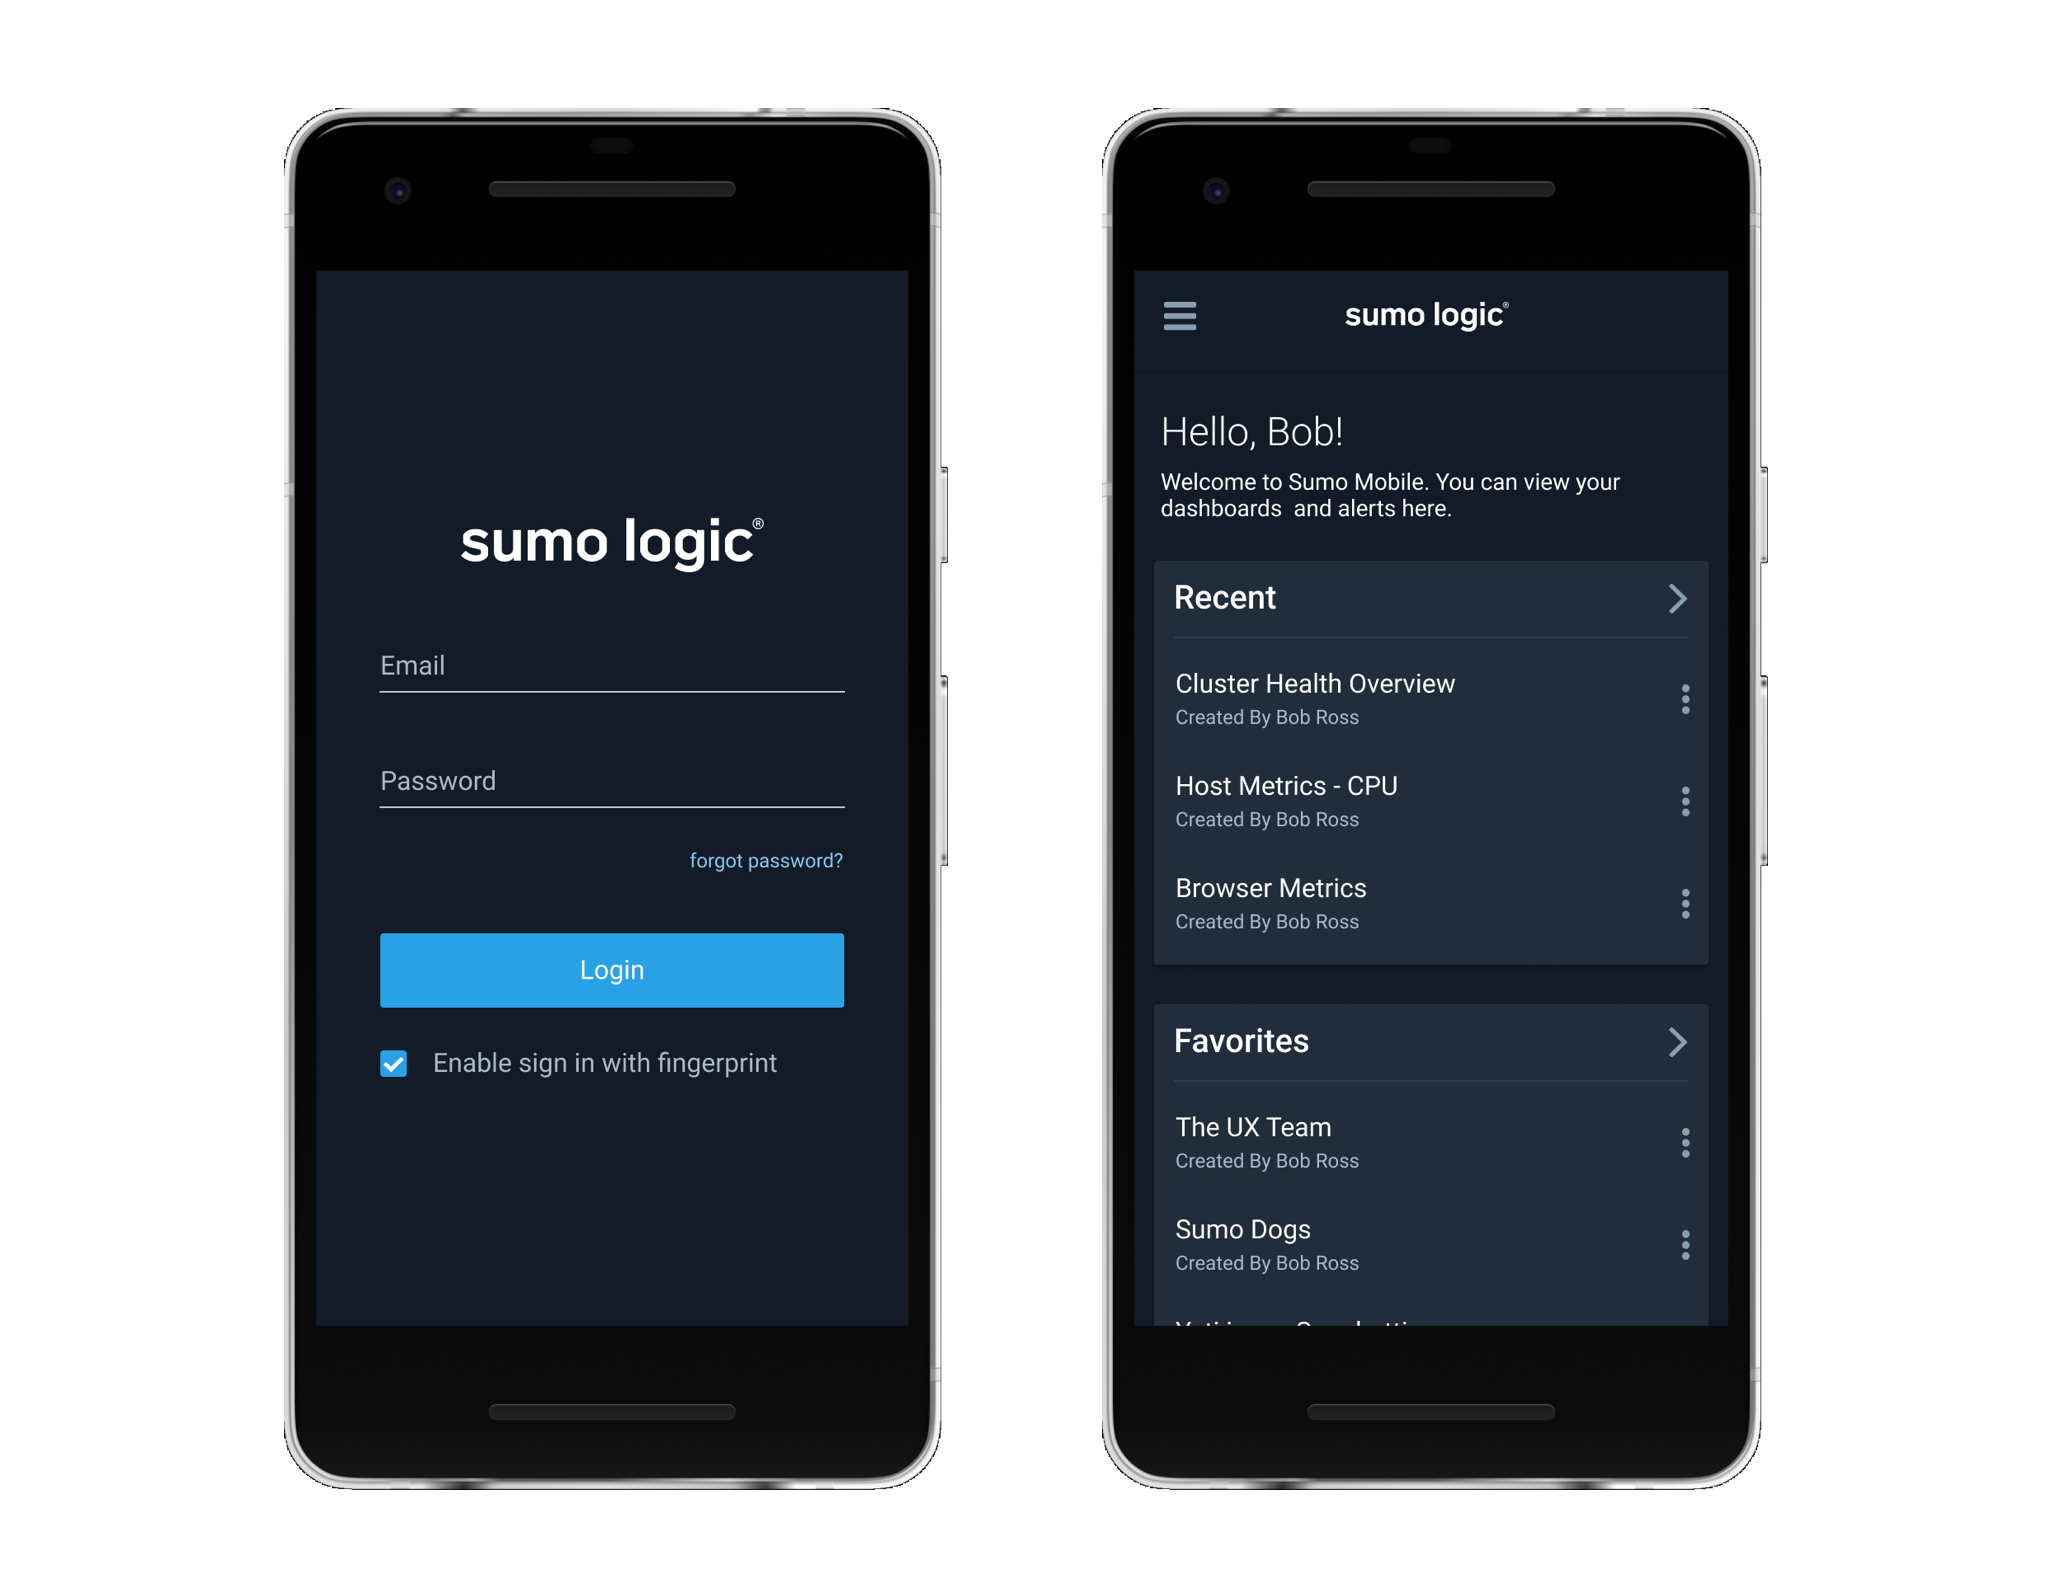 sumo logic®
Email
Password
forgot password?
Login
Enable sign in with fingerprint
sumo logic®
Hello, Bob!
Welcome to Sumo Mobile. You can view your
dashboards  and alerts here.
Recent
Cluster Health Overview
Created By Bob Ross
Host Metrics - CPU
Created By Bob Ross
Browser Metrics
Created By Bob Ross
Favorites
The UX Team
Created By Bob Ross
Sumo Dogs
Created By Bob Ross